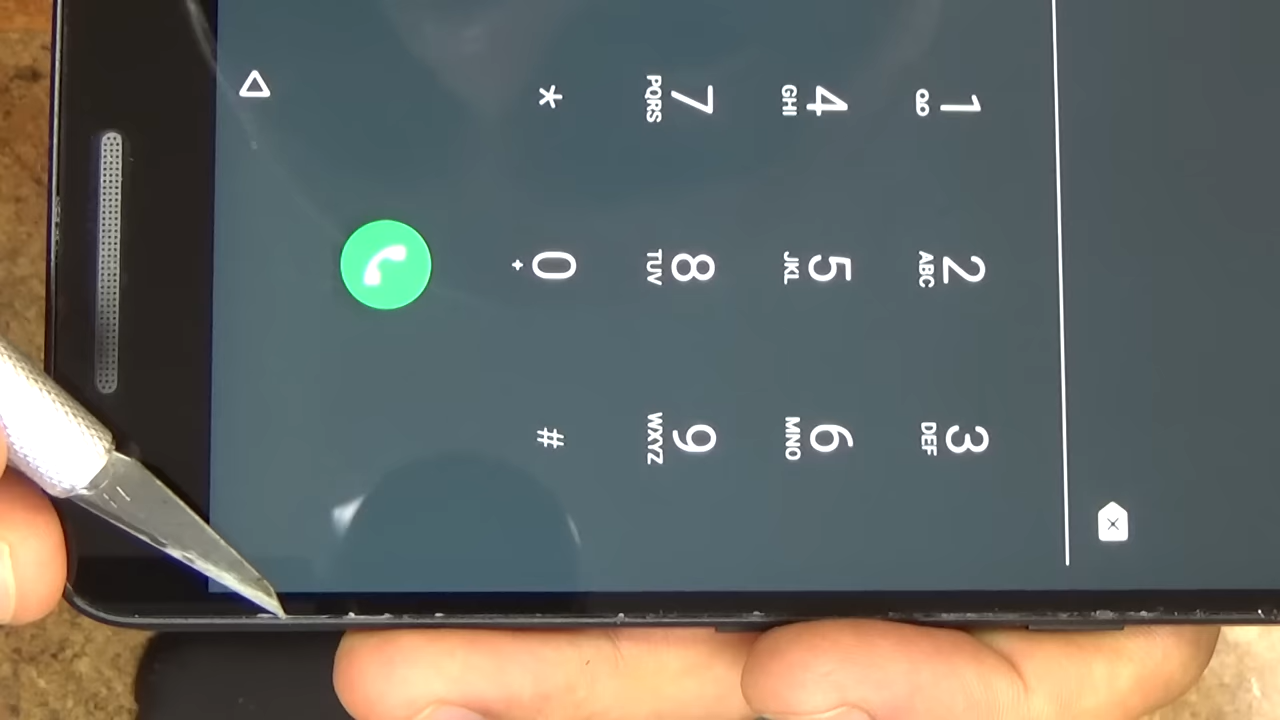 1
2 ABC
3 DEF
4 GHI
5 JKL
6 MNO
7 PQRS
8 TUV
9 WXYZ
*
0 +
#